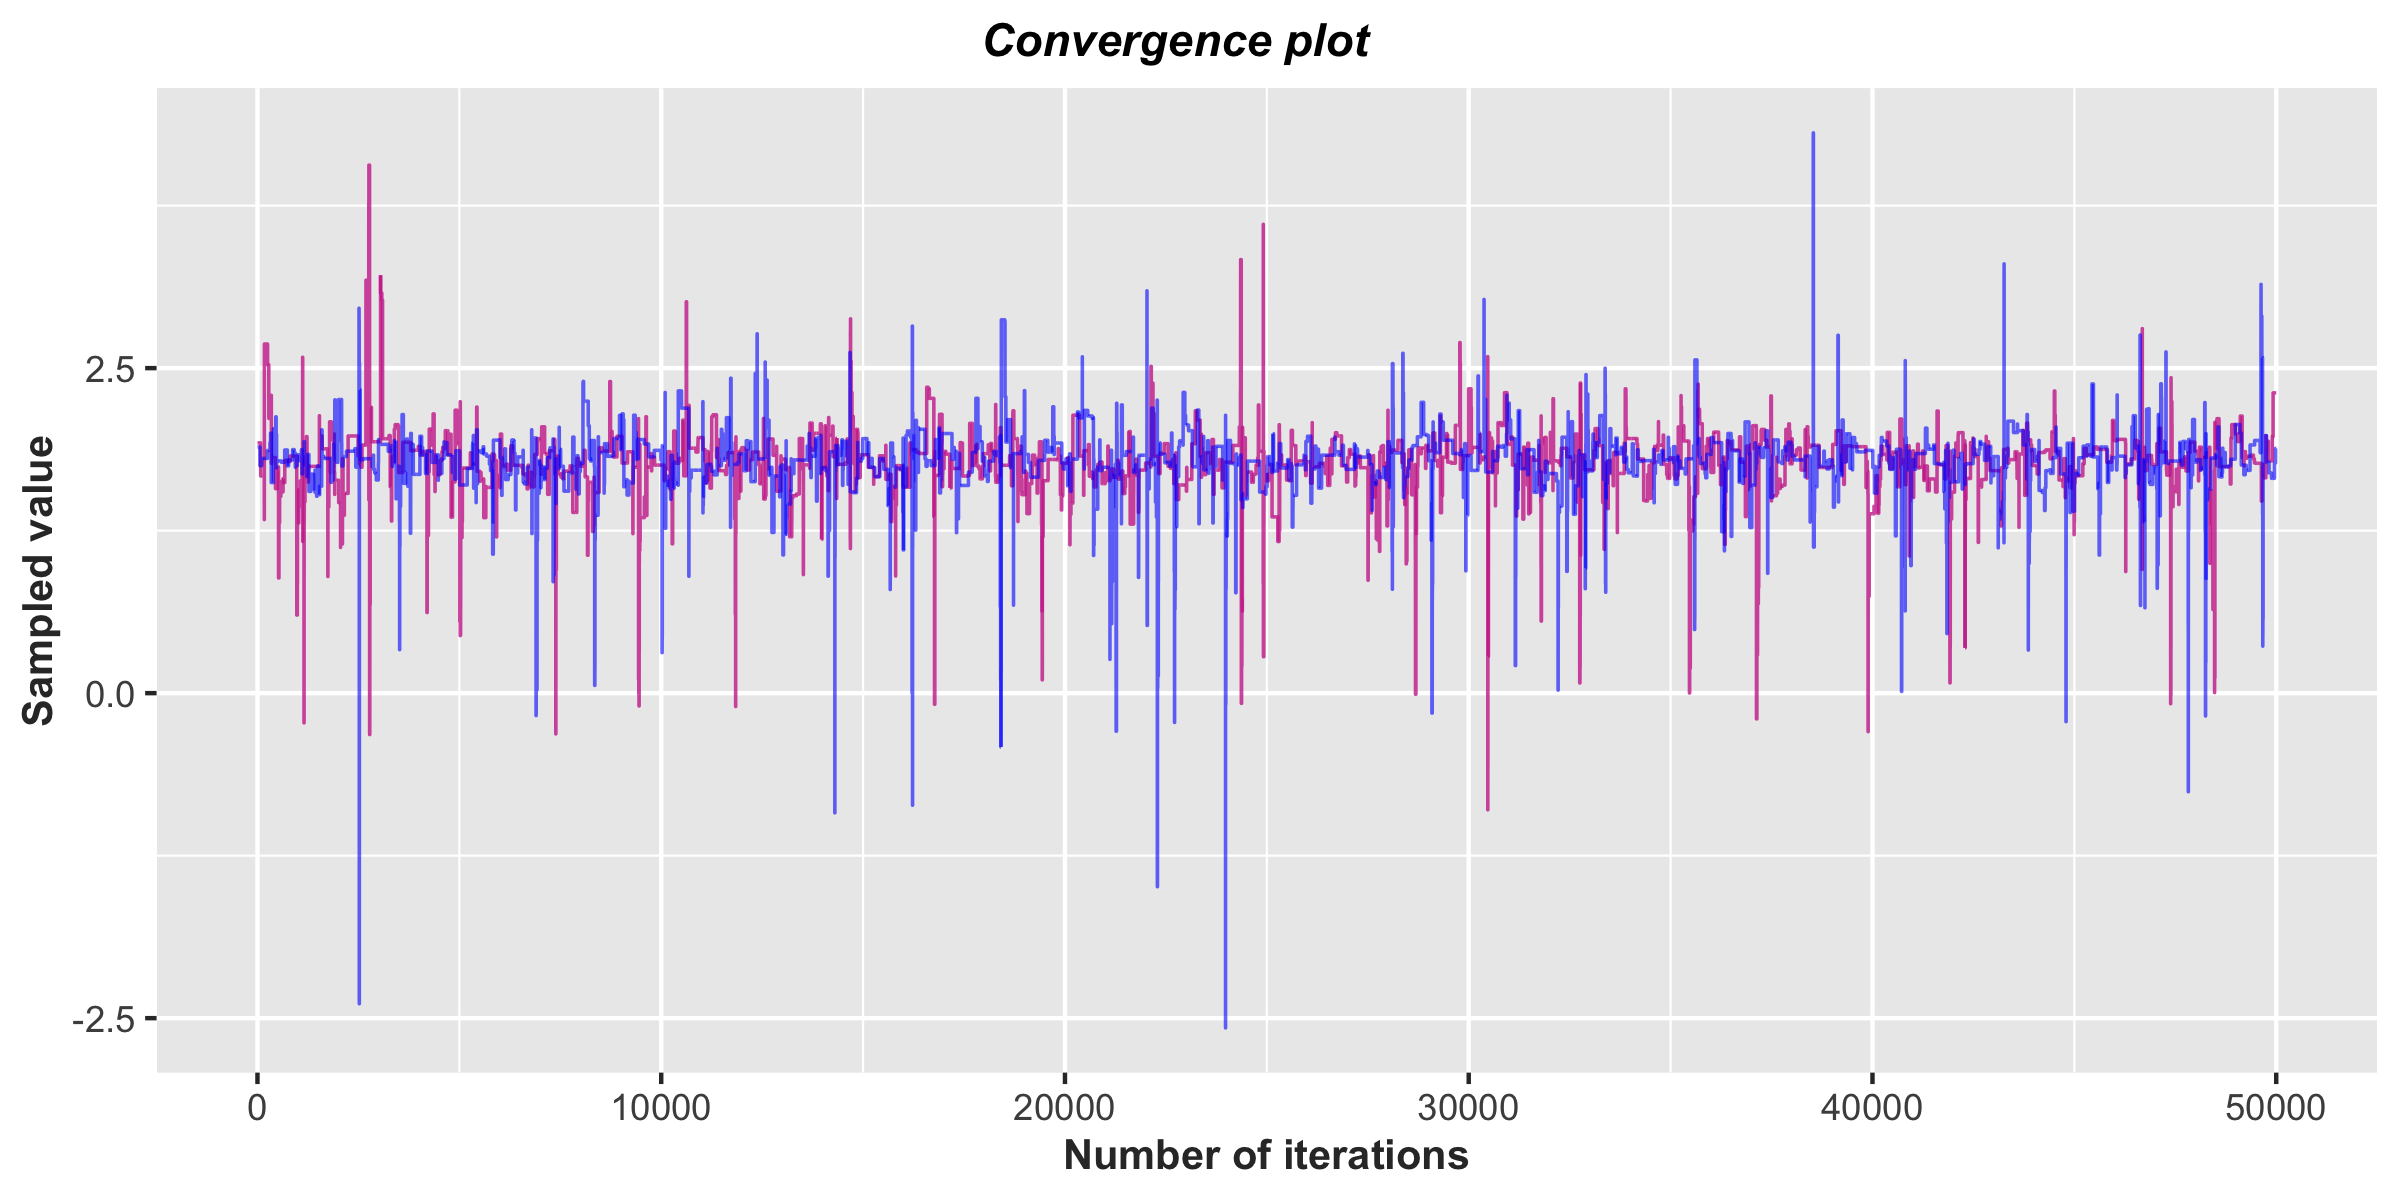 Convergence plot
Sampled value
2.5
0.0
-2.5
0 10000 20000 30000 40000 50000
Number of iterations